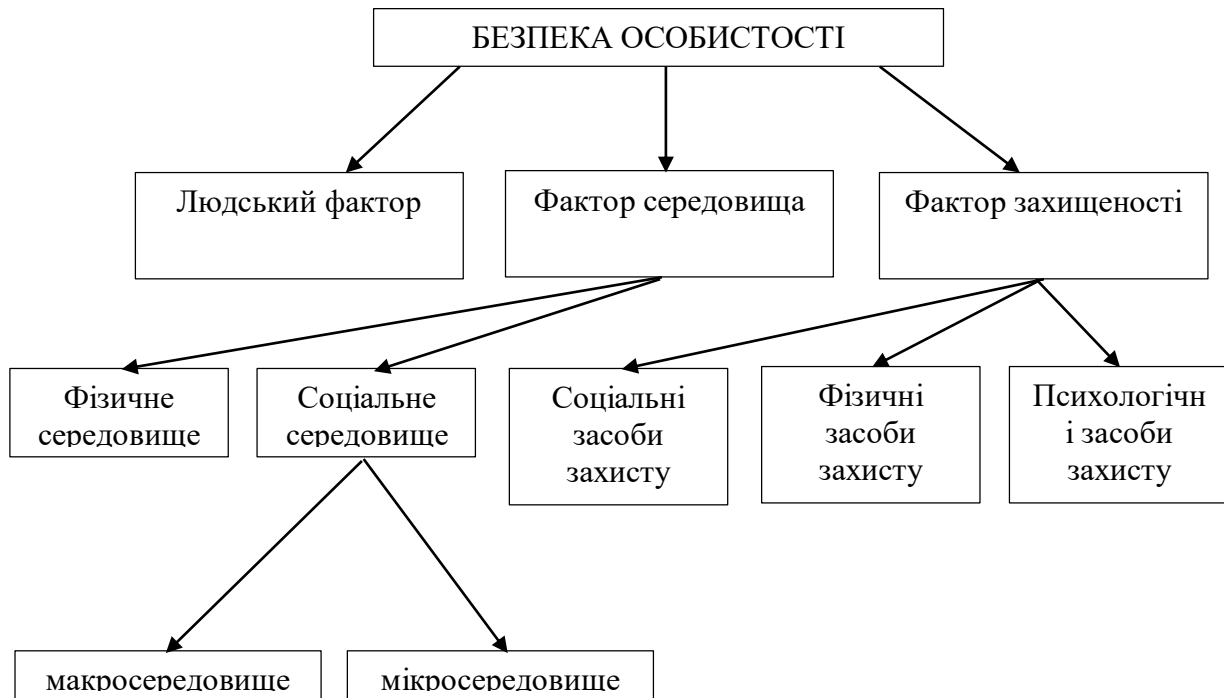 БЕЗПЕКА ОСОБИСТОСТІ
Людський фактор
Фактор середовища
Фактор захищеності
Фізичне
середовище
Соціальне
середовище
Соціальні
засоби
захисту
Фізичні
засоби
захисту
Психологічн
і засоби
захисту
макросередовище
мікросередовище